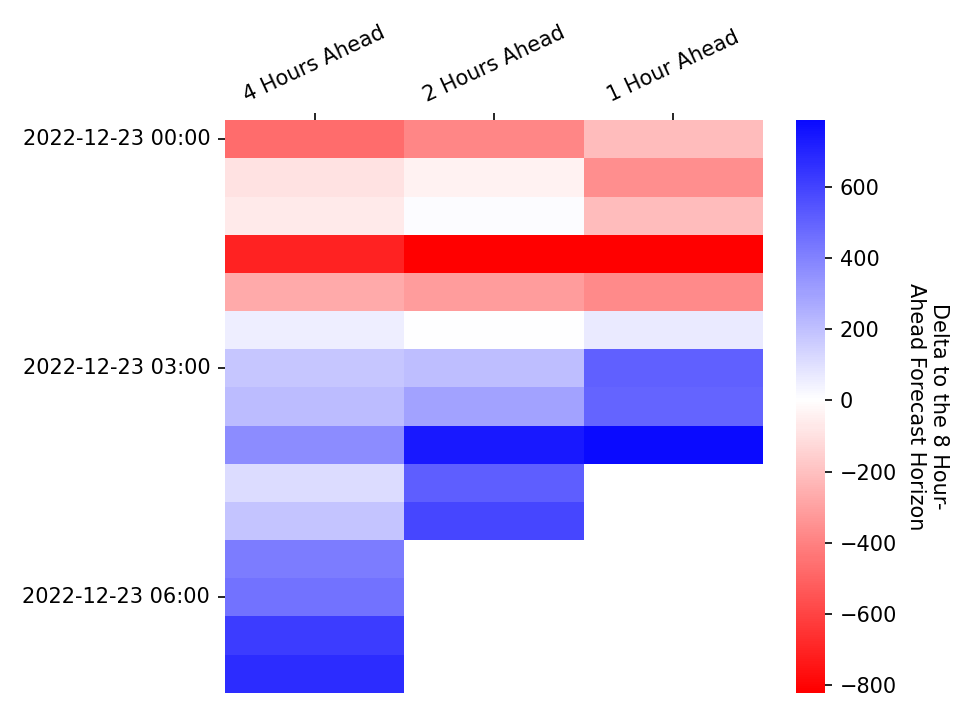 4 Hours Ahead
2 Hours Ahead
1 Hour Ahead
2022-12-23 00:00
2022-12-23 03:00
2022-12-23 06:00
600
400
200
0
−200
−400
−600
−800
Delta to the 8 Hour-
Ahead Forecast Horizon